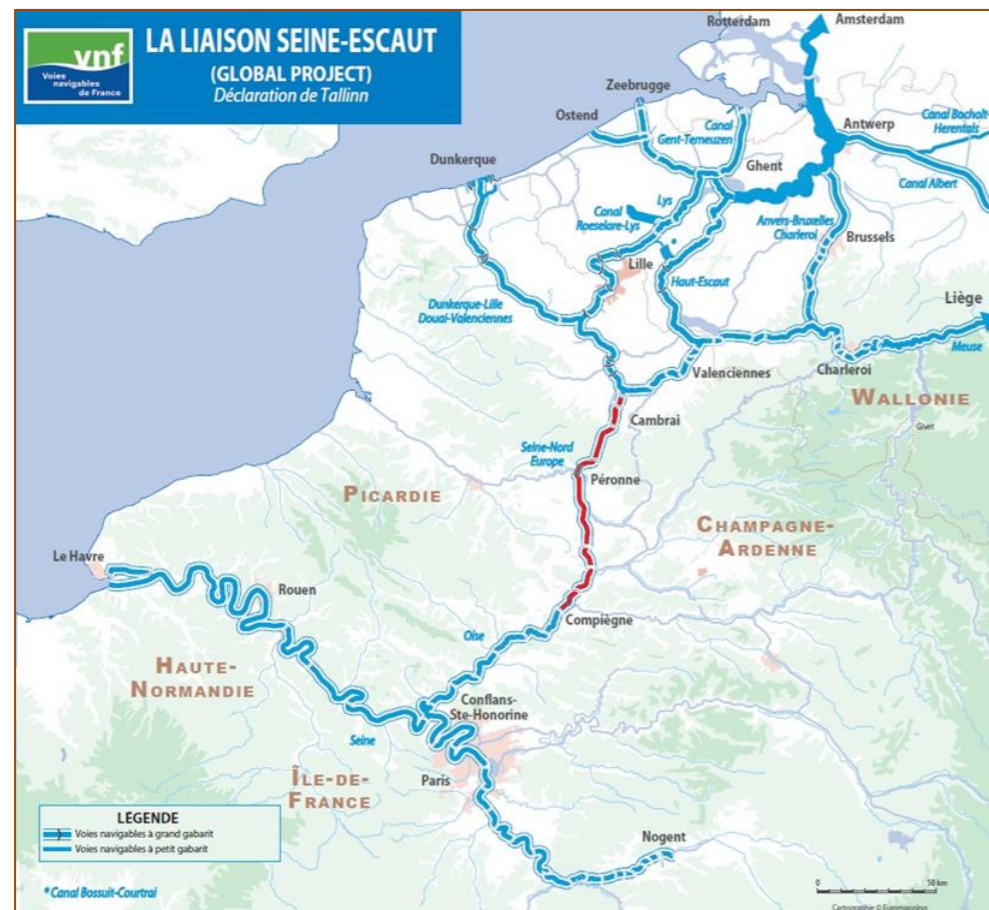 vnf
Voies
navigables
de France
LA LIAISON SEINE-ESCAUT
(GLOBAL PROJECT)
Déclaration de Tallinn
Rotterdam
Amsterdam
Zeebrugge
Ostend
Canal
Gent-Terneuzen
Antwerp
Canal Bocholt-
Herentals
Dunkerque
Ghent
Canal Albert
Lys
Canal
Roeselare-Lys
Anvers-Bruxelles
Charleroi
Brussels
Lille
Haut-Escaut
Liège
Dunkerque-Lille
Douai-Valenciennes
Meuse
Valenciennes
Charleroi
WALLONIE
Cambrai
Givet
Seine-Nord
Europe
Péronne
PICARDIE
CHAMPAGNE-
ARDENNE
Le Havre
Rouen
Compiègne
Oise
HAUTE-
NORMANDIE
Conflans-
Ste-Honorine
Seine
Paris
ÎLE-DE-
FRANCE
LÉGENDE
Voies navigables à grand gabarit
Voies navigables à petit gabarit
Nogent
* Canal Bossuit-Courtrai
0
50 km
Cartographie © Euromapping